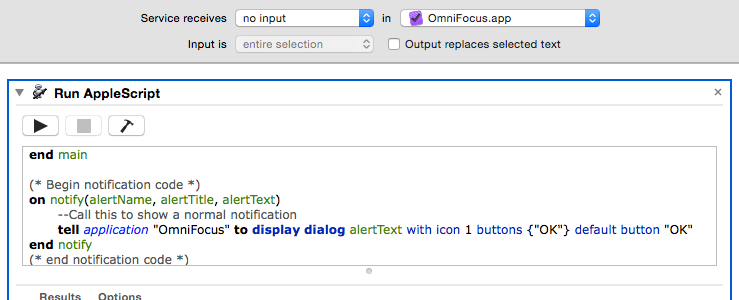 Service receives no input in OmniFocus.app
Input is entire selection Output replaces selected text
Run AppleScript
end main
(* Begin notification code *)
on notify(alertName, alertTitle, alertText)
--Call this to show a normal notification
tell application "OmniFocus" to display dialog alertText with icon 1 buttons {"OK"} default button "OK"
end notify
(* end notification code *)
Results Options